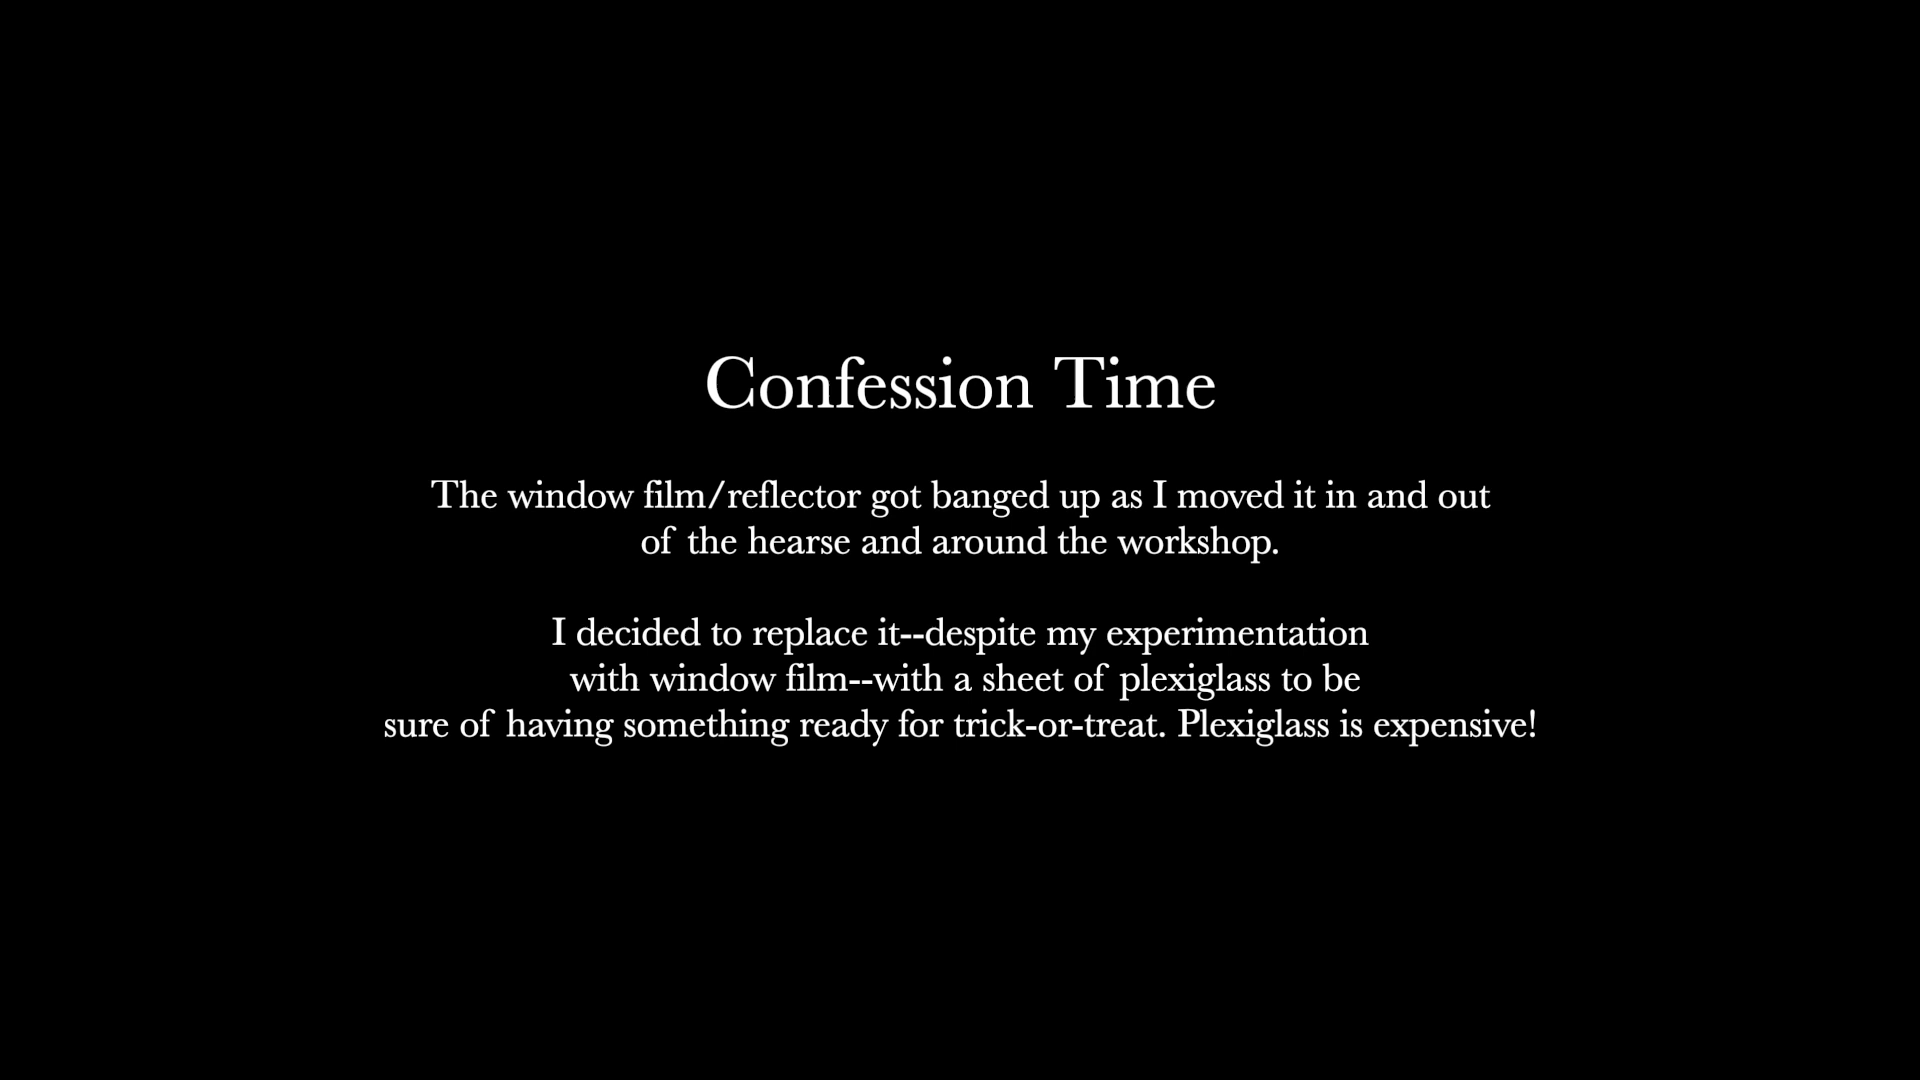 Confession Time
The window film/reflector got banged up as I moved it in and out
of the hearse and around the workshop.
I decided to replace it--despite my experimentation
with window film--with a sheet of plexiglass to be
sure of having something ready for trick-or-treat. Plexiglass is expensive!